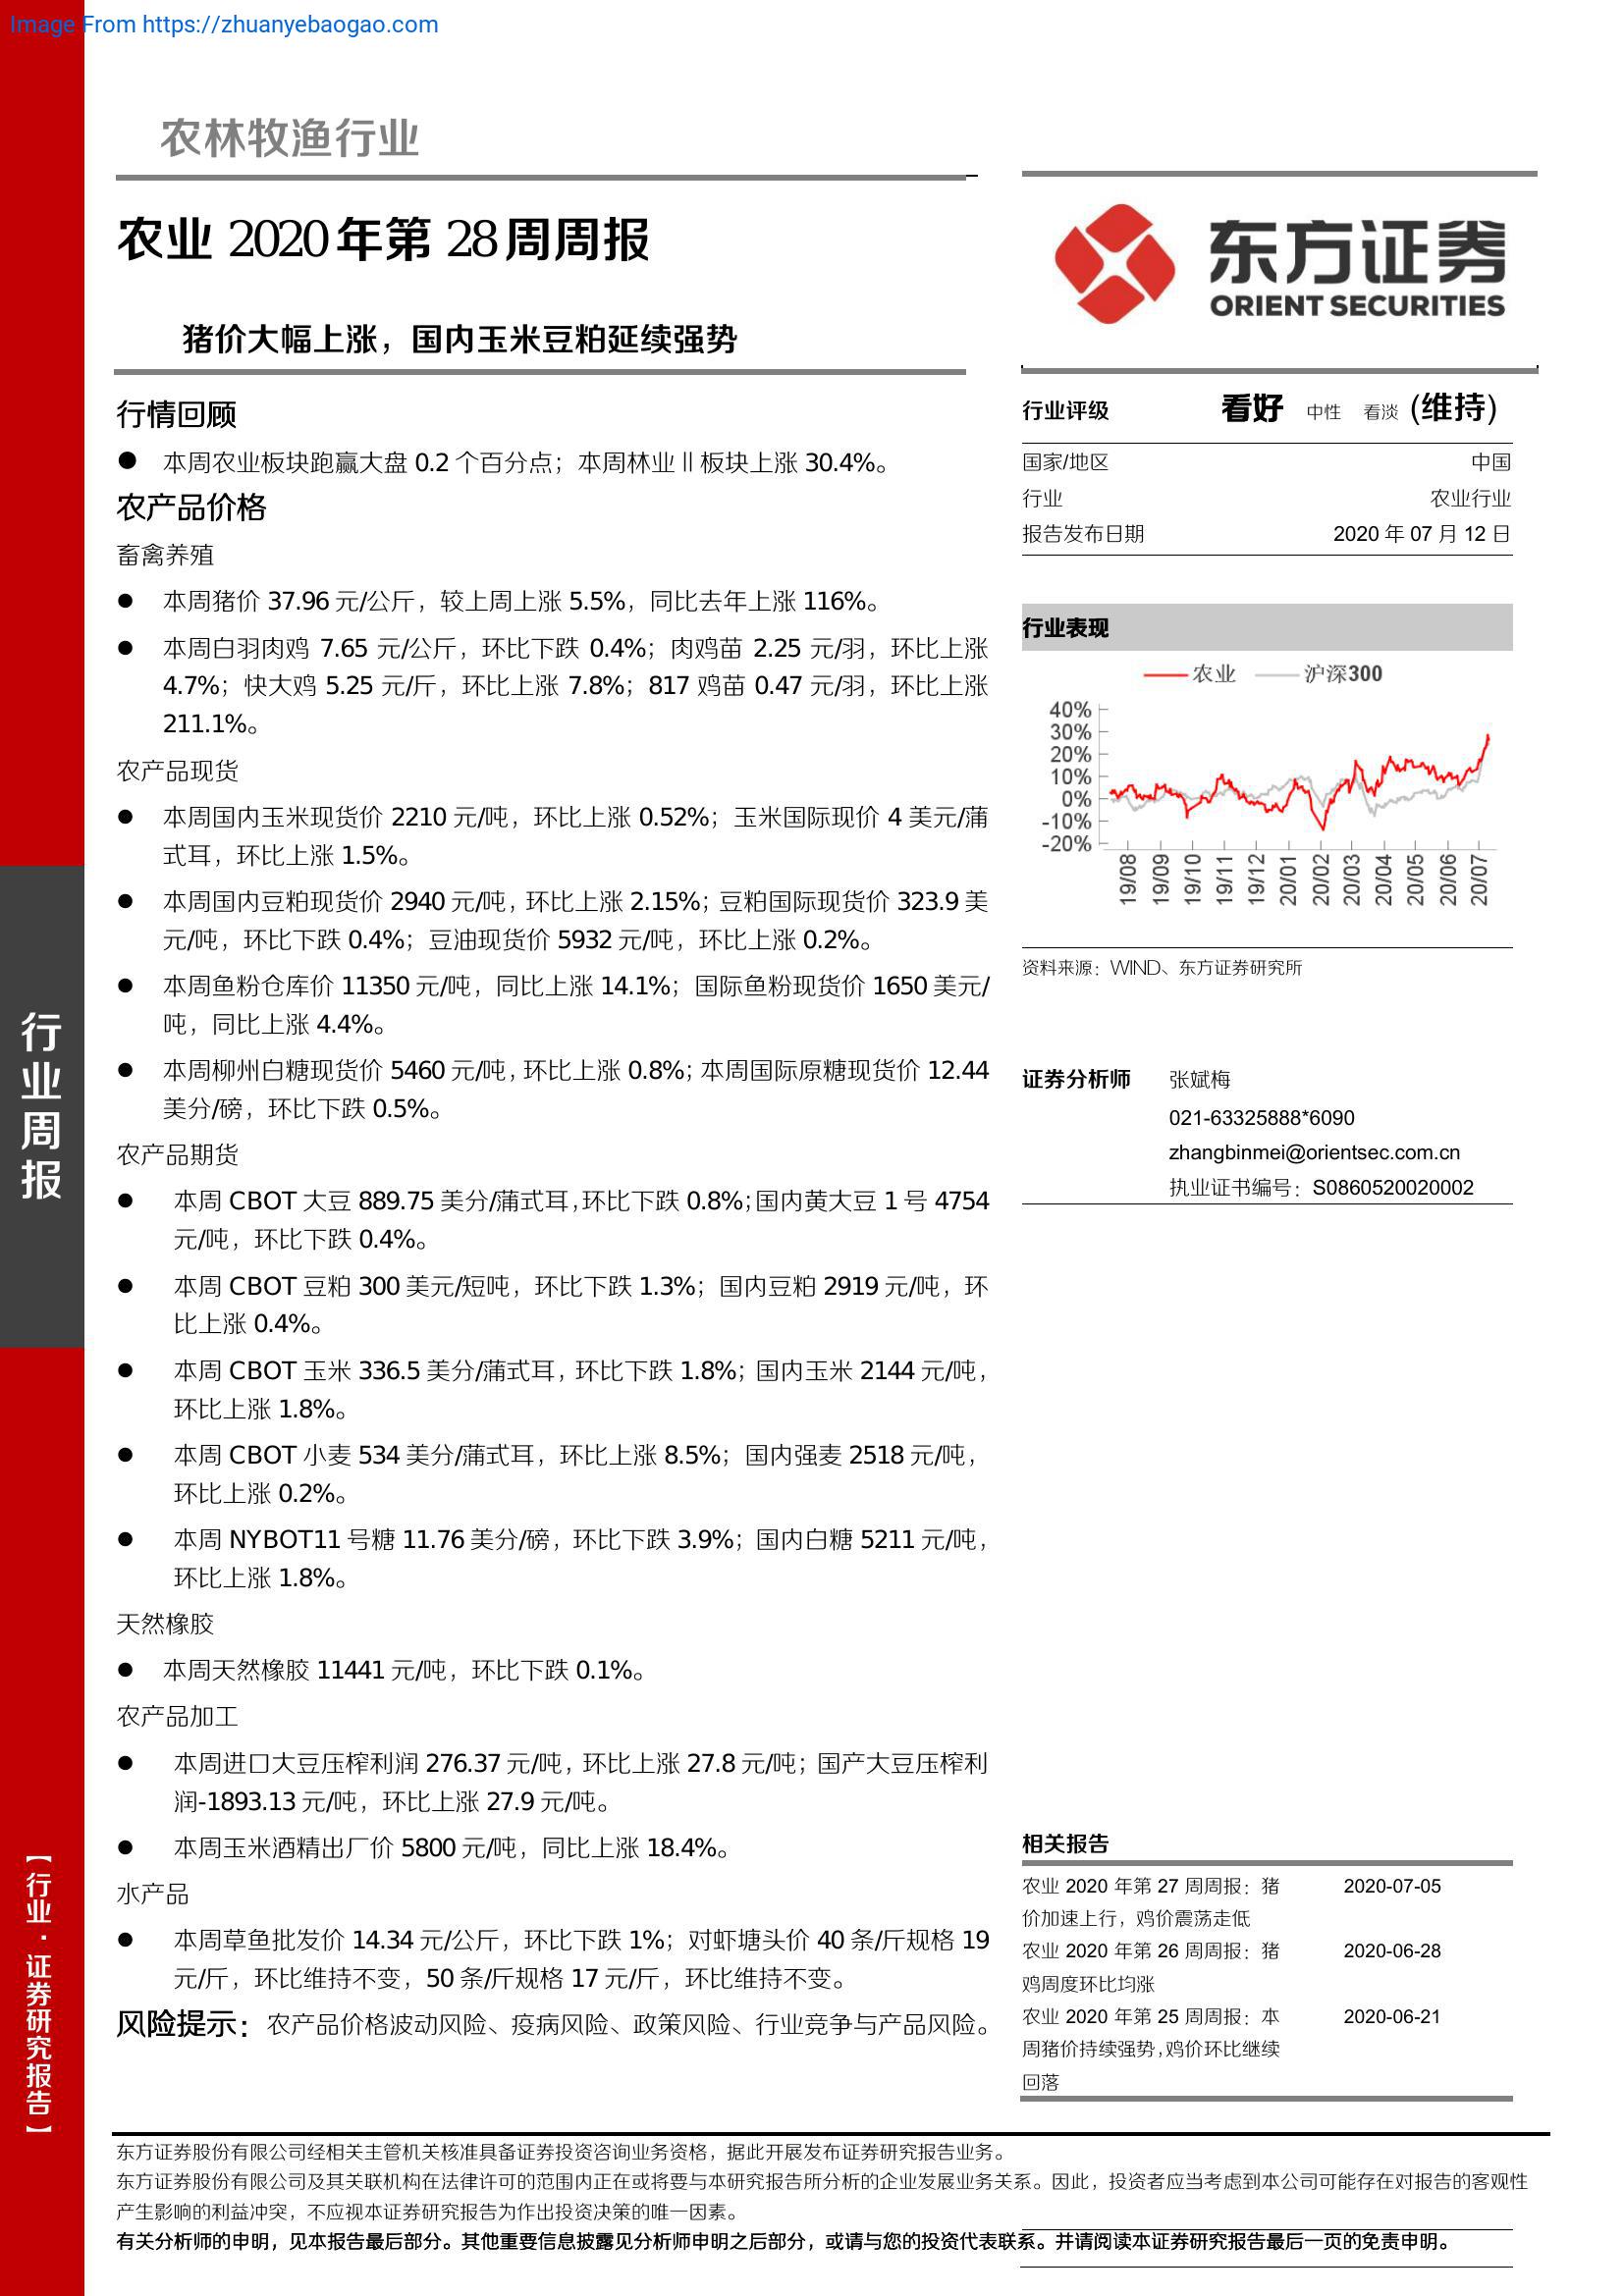 Image From https://zhuanyebaogao.com
农林牧渔行业
农业 2020 年第 28 周周报
猪价大幅上涨，国内玉米豆粕延续强势
行情回顾
● 本周农业板块跑赢大盘 0.2 个百分点；本周林业Ⅱ板块上涨 30.4%。
农产品价格
畜禽养殖
● 本周猪价 37.96 元/公斤，较上周上涨 5.5%，同比去年上涨 116%。
● 本周白羽肉鸡 7.65 元/公斤，环比下跌 0.4%；肉鸡苗 2.25 元/羽，环比上涨
4.7%；快大鸡 5.25 元/斤，环比上涨 7.8%；817 鸡苗 0.47 元/羽，环比上涨
211.1%。
农产品现货
● 本周国内玉米现货价 2210 元/吨，环比上涨 0.52%；玉米国际现价 4 美元/蒲
式耳，环比上涨 1.5%。
● 本周国内豆粕现货价 2940 元/吨，环比上涨 2.15%；豆粕国际现货价 323.9 美
元/吨，环比下跌 0.4%；豆油现货价 5932 元/吨，环比上涨 0.2%。
● 本周鱼粉仓库价 11350 元/吨，同比上涨 14.1%；国际鱼粉现货价 1650 美元/
吨，同比上涨 4.4%。
● 本周柳州白糖现货价 5460 元/吨，环比上涨 0.8%；本周国际原糖现货价 12.44
美分/磅，环比下跌 0.5%。
农产品期货
● 本周 CBOT 大豆 889.75 美分/蒲式耳，环比下跌 0.8%；国内黄大豆 1 号 4754
元/吨，环比下跌 0.4%。
● 本周 CBOT 豆粕 300 美元/短吨，环比下跌 1.3%；国内豆粕 2919 元/吨，环
比上涨 0.4%。
● 本周 CBOT 玉米 336.5 美分/蒲式耳，环比下跌 1.8%；国内玉米 2144 元/吨，
环比上涨 1.8%。
● 本周 CBOT 小麦 534 美分/蒲式耳，环比上涨 8.5%；国内强麦 2518 元/吨，
环比上涨 0.2%。
● 本周 NYBOT11 号糖 11.76 美分/磅，环比下跌 3.9%；国内白糖 5211 元/吨，
环比上涨 1.8%。
天然橡胶
● 本周天然橡胶 11441 元/吨，环比下跌 0.1%。
农产品加工
● 本周进口大豆压榨利润 276.37 元/吨，环比上涨 27.8 元/吨；国产大豆压榨利
润-1893.13 元/吨，环比上涨 27.9 元/吨。
● 本周玉米酒精出厂价 5800 元/吨，同比上涨 18.4%。
水产品
● 本周草鱼批发价 14.34 元/公斤，环比下跌 1%；对虾塘头价 40 条/斤规格 19
元/斤，环比维持不变，50 条/斤规格 17 元/斤，环比维持不变。
风险提示：农产品价格波动风险、疫病风险、政策风险、行业竞争与产品风险。
东方证券
ORIENT SECURITIES
行业评级 看好 中性 看淡 (维持)
国家/地区 中国
行业 农业行业
报告发布日期 2020 年 07 月 12 日
行业表现
农业 沪深300
40%
30%
20%
10%
0%
-10%
-20%
19/08 19/09 19/10 19/11 19/12 20/01 20/02 20/03 20/04 20/05 20/06 20/07
资料来源：WIND、东方证券研究所
证券分析师 张斌梅
021-63325888*6090
zhangbinmei@orientsec.com.cn
执业证书编号：S0860520020002
相关报告
农业 2020 年第 27 周周报：猪 2020-07-05
价加速上行，鸡价震荡走低
农业 2020 年第 26 周周报：猪 2020-06-28
鸡周度环比均涨
农业 2020 年第 25 周周报：本 2020-06-21
周猪价持续强势，鸡价环比继续
回落
行业周报
【行业·证券研究报告】
东方证券股份有限公司经相关主管机关核准具备证券投资咨询业务资格，据此开展发布证券研究报告业务。
东方证券股份有限公司及其关联机构在法律许可的范围内正在或将要与本研究报告所分析的企业发展业务关系。因此，投资者应当考虑到本公司可能存在对报告的客观性
产生影响的利益冲突，不应视本证券研究报告为作出投资决策的唯一因素。
有关分析师的申明，见本报告最后部分。其他重要信息披露见分析师申明之后部分，或请与您的投资代表联系。并请阅读本证券研究报告最后一页的免责申明。